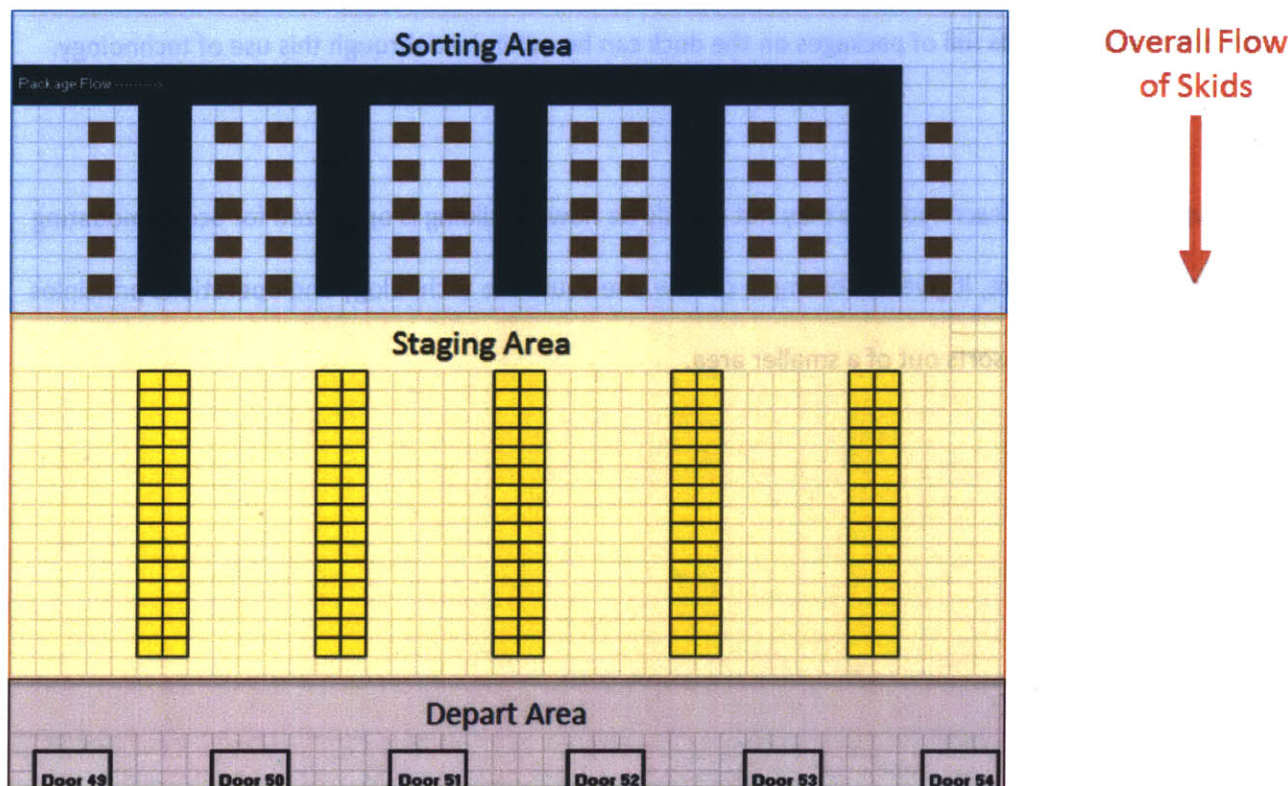 Sorting Area
Package Flow --------->
Overall Flow
of Skids
Staging Area
Depart Area
Door 49
Door 50
Door 51
Door 52
Door 53
Door 54